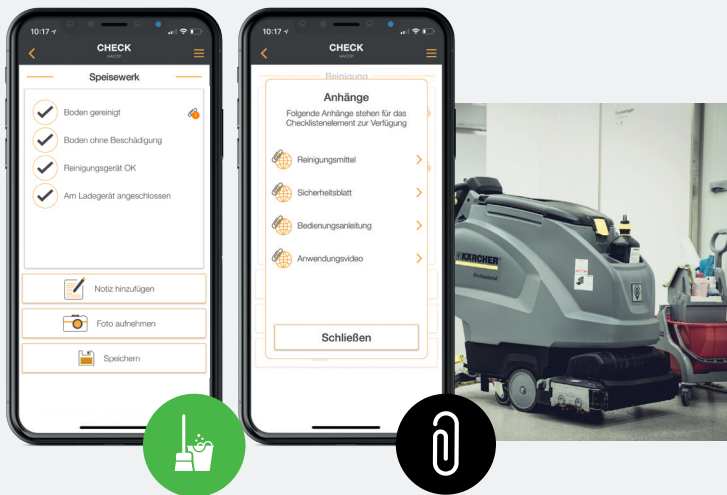 10:17
CHECK
HACCP
Speisewerk
Boden gereinigt
Boden ohne Beschädigung
Reinigungsgerät OK
Am Ladegerät angeschlossen
Notiz hinzufügen
Foto aufnehmen
Speichern
10:17
CHECK
HACCP
Reinigung
Anhänge
Folgende Anhänge stehen für das
Checklistenelement zur Verfügung
Reinigungsmittel
Sicherheitsblatt
Bedienungsanleitung
Anwendungsvideo
Schließen
KÄRCHER
Professional